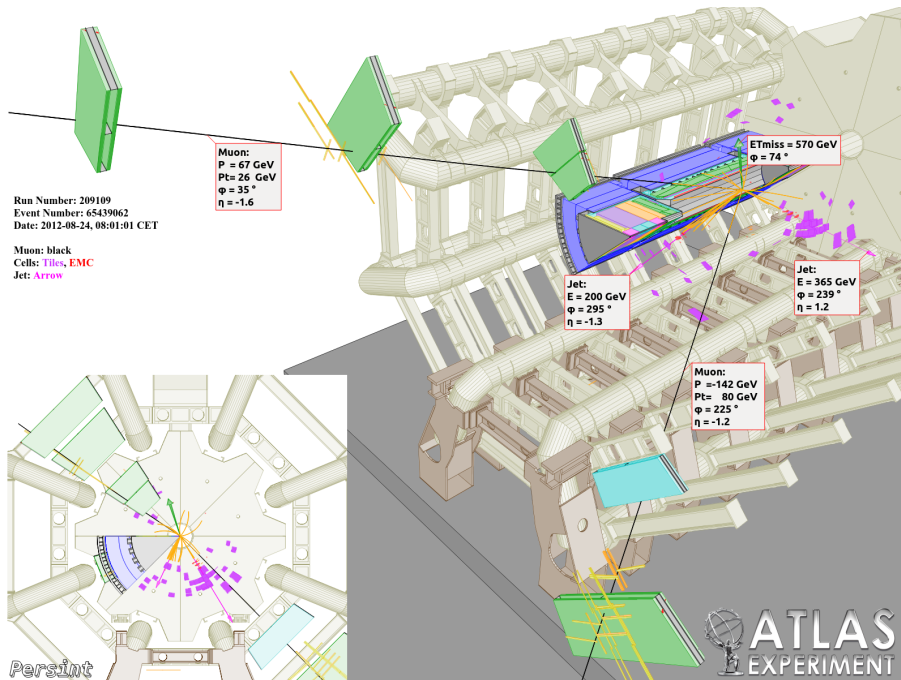 ETmiss = 570 GeV
φ = 74 °
Muon:
P = 67 GeV
Pt= 26 GeV
φ = 35 °
η = -1.6
Run Number: 209109
Event Number: 65439062
Date: 2012-08-24, 08:01:01 CET
Muon: black
Cells: Tiles, EMC
Jet: Arrow
Jet:
E = 200 GeV
φ = 295 °
η = -1.3
Jet:
E = 365 GeV
φ = 239 °
η = 1.2
Muon:
P =-142 GeV
Pt= 80 GeV
φ = 225 °
η = -1.2
Persint
ATLAS
EXPERIMENT